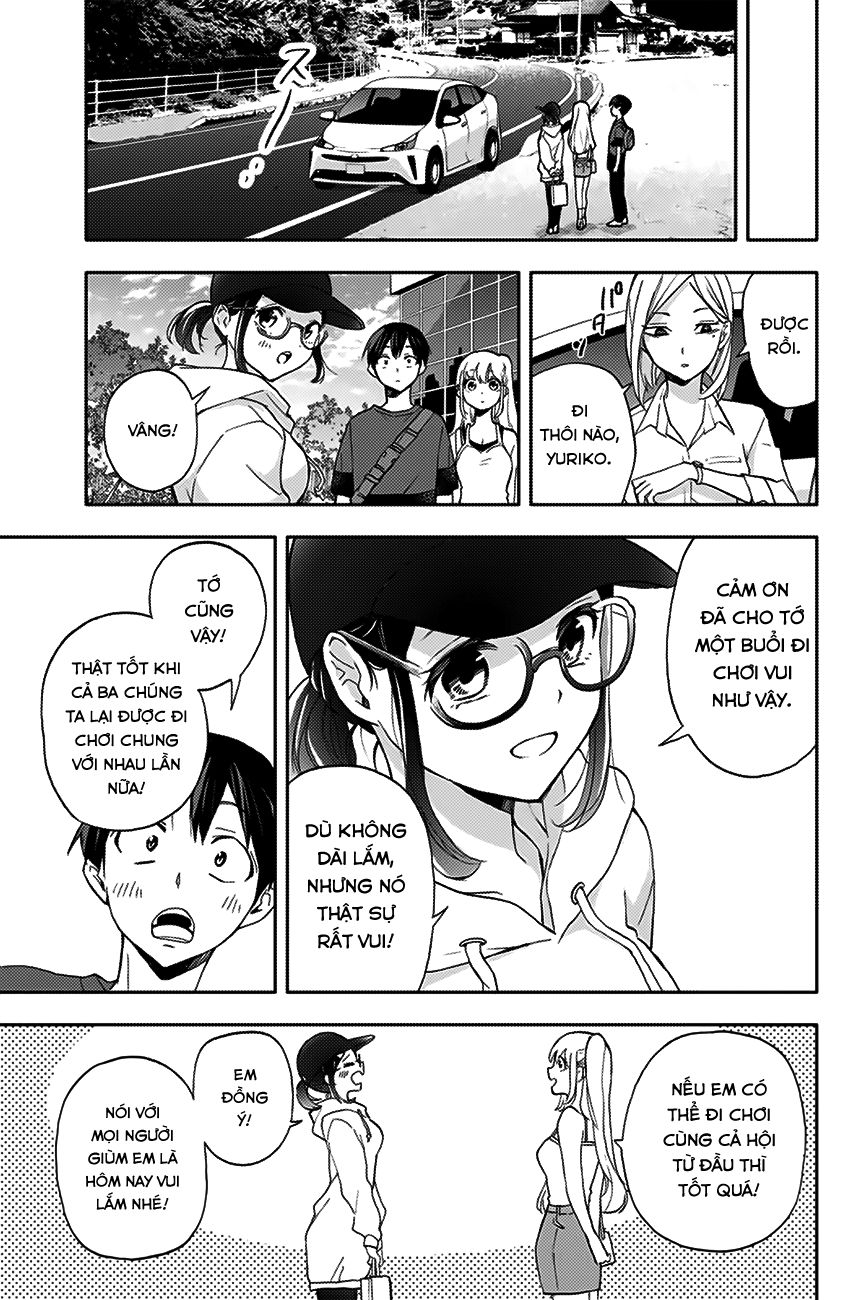 スーッ
ĐƯỢC
RỒI.
パタ
ĐI
THÔI NÀO,
YURIKO.
VÂNG!
CẢM ƠN
ĐÃ CHO TỚ
MỘT BUỔI ĐI
CHƠI VUI
NHƯ VẬY.
DÙ KHÔNG
DÀI LẮM,
NHƯNG NÓ
THẬT SỰ
RẤT VUI!
TỚ
CŨNG
VẬY!
THẬT TỐT KHI
CẢ BA CHÚNG
TA LẠI ĐƯỢC ĐI
CHƠI CHUNG
VỚI NHAU LẦN
NỮA!
NẾU EM CÓ
THỂ ĐI CHƠI
CÙNG CẢ HỘI
TỪ ĐẦU THÌ
TỐT QUÁ!
EM
ĐỒNG
Ý!
NÓI VỚI
MỌI NGƯỜI
GIÙM EM LÀ
HÔM NAY VUI
LẮM NHÉ!